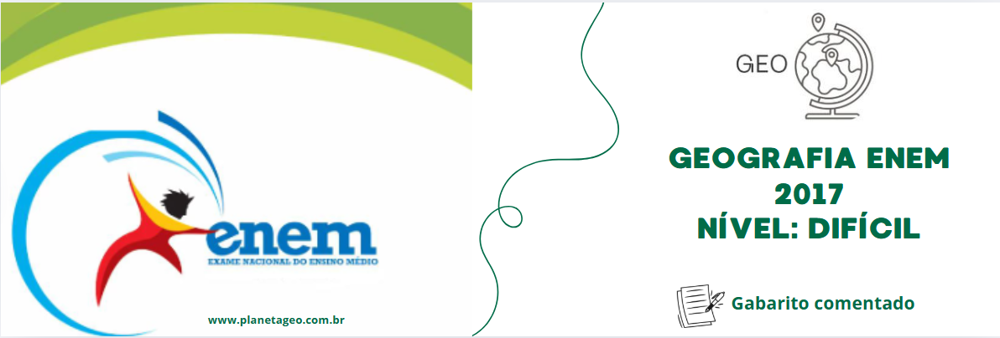 enem
EXAME NACIONAL DO ENSINO MÉDIO
www.planetageo.com.br
GEO
GEOGRAFIA ENEM
2017
NÍVEL: DIFÍCIL
Gabarito comentado